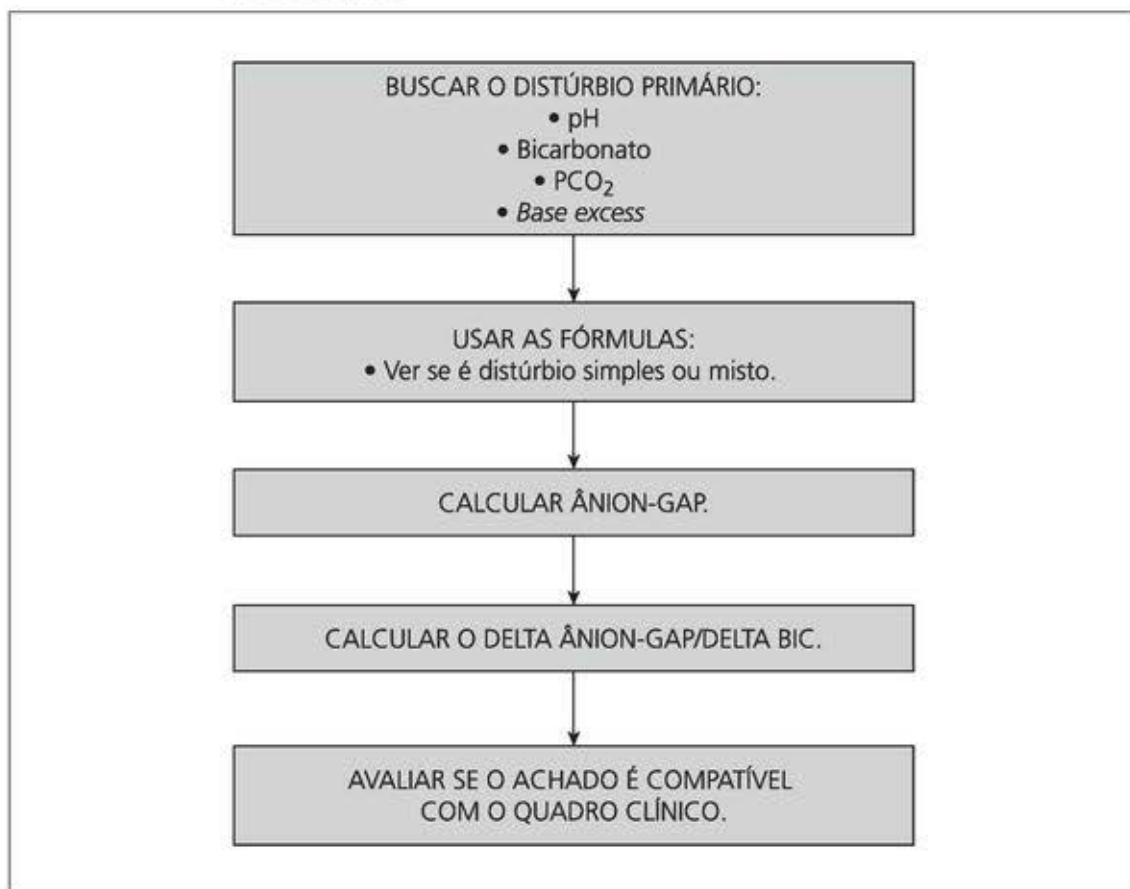 BUSCAR O DISTÚRBIO PRIMÁRIO:
• pH
• Bicarbonato
• PCO₂
• Base excess
USAR AS FÓRMULAS:
• Ver se é distúrbio simples ou misto.
CALCULAR ÂNION-GAP.
CALCULAR O DELTA ÂNION-GAP/DELTA BIC.
AVALIAR SE O ACHADO É COMPATÍVEL
COM O QUADRO CLÍNICO.